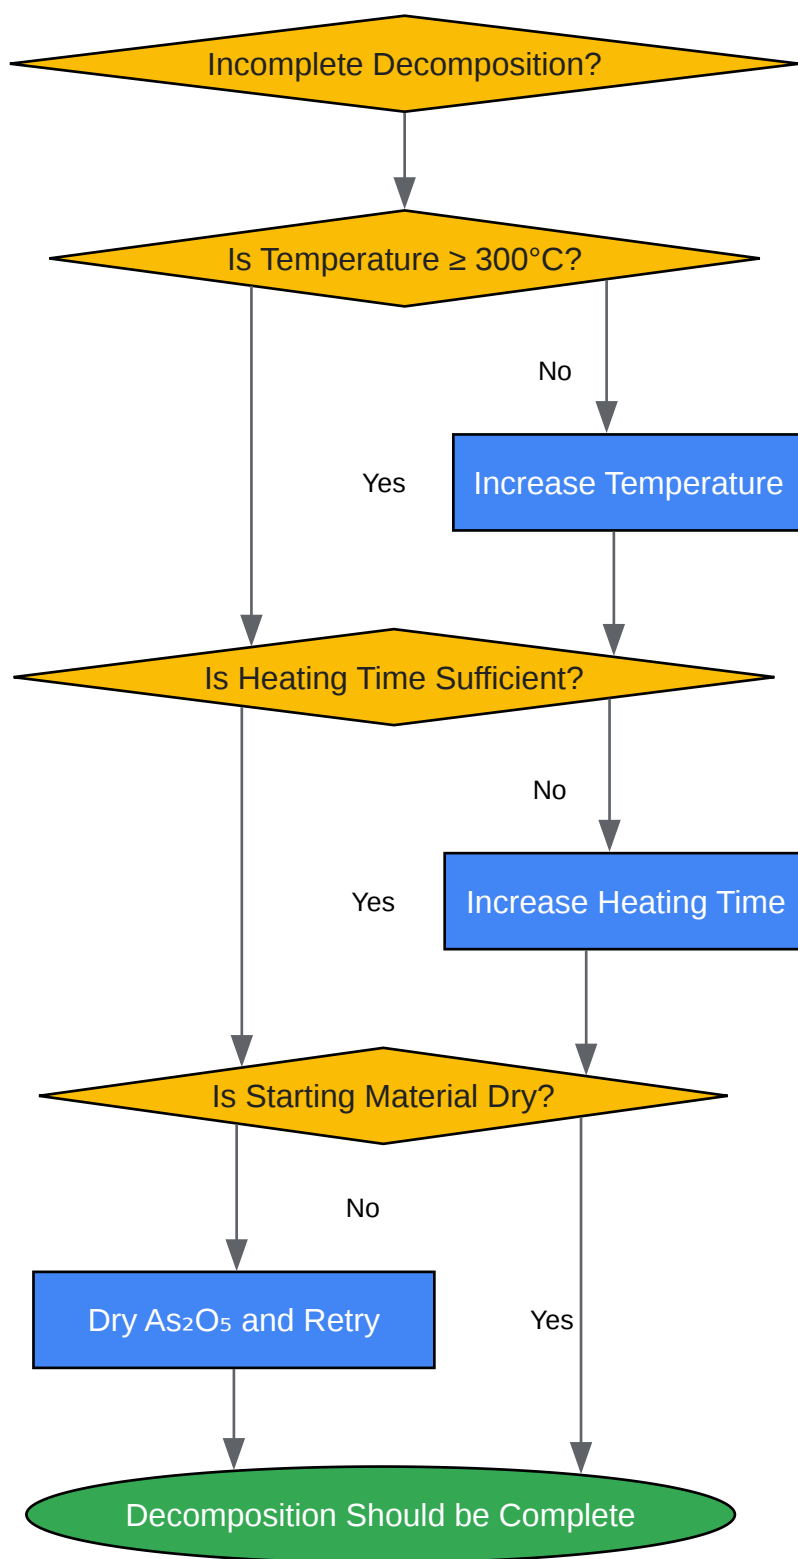 Incomplete Decomposition?
Is Temperature ≥ 300°C?
No
Yes
Increase Temperature
Is Heating Time Sufficient?
No
Yes
Increase Heating Time
Is Starting Material Dry?
No
Dry As₂O₅ and Retry
Yes
Decomposition Should be Complete